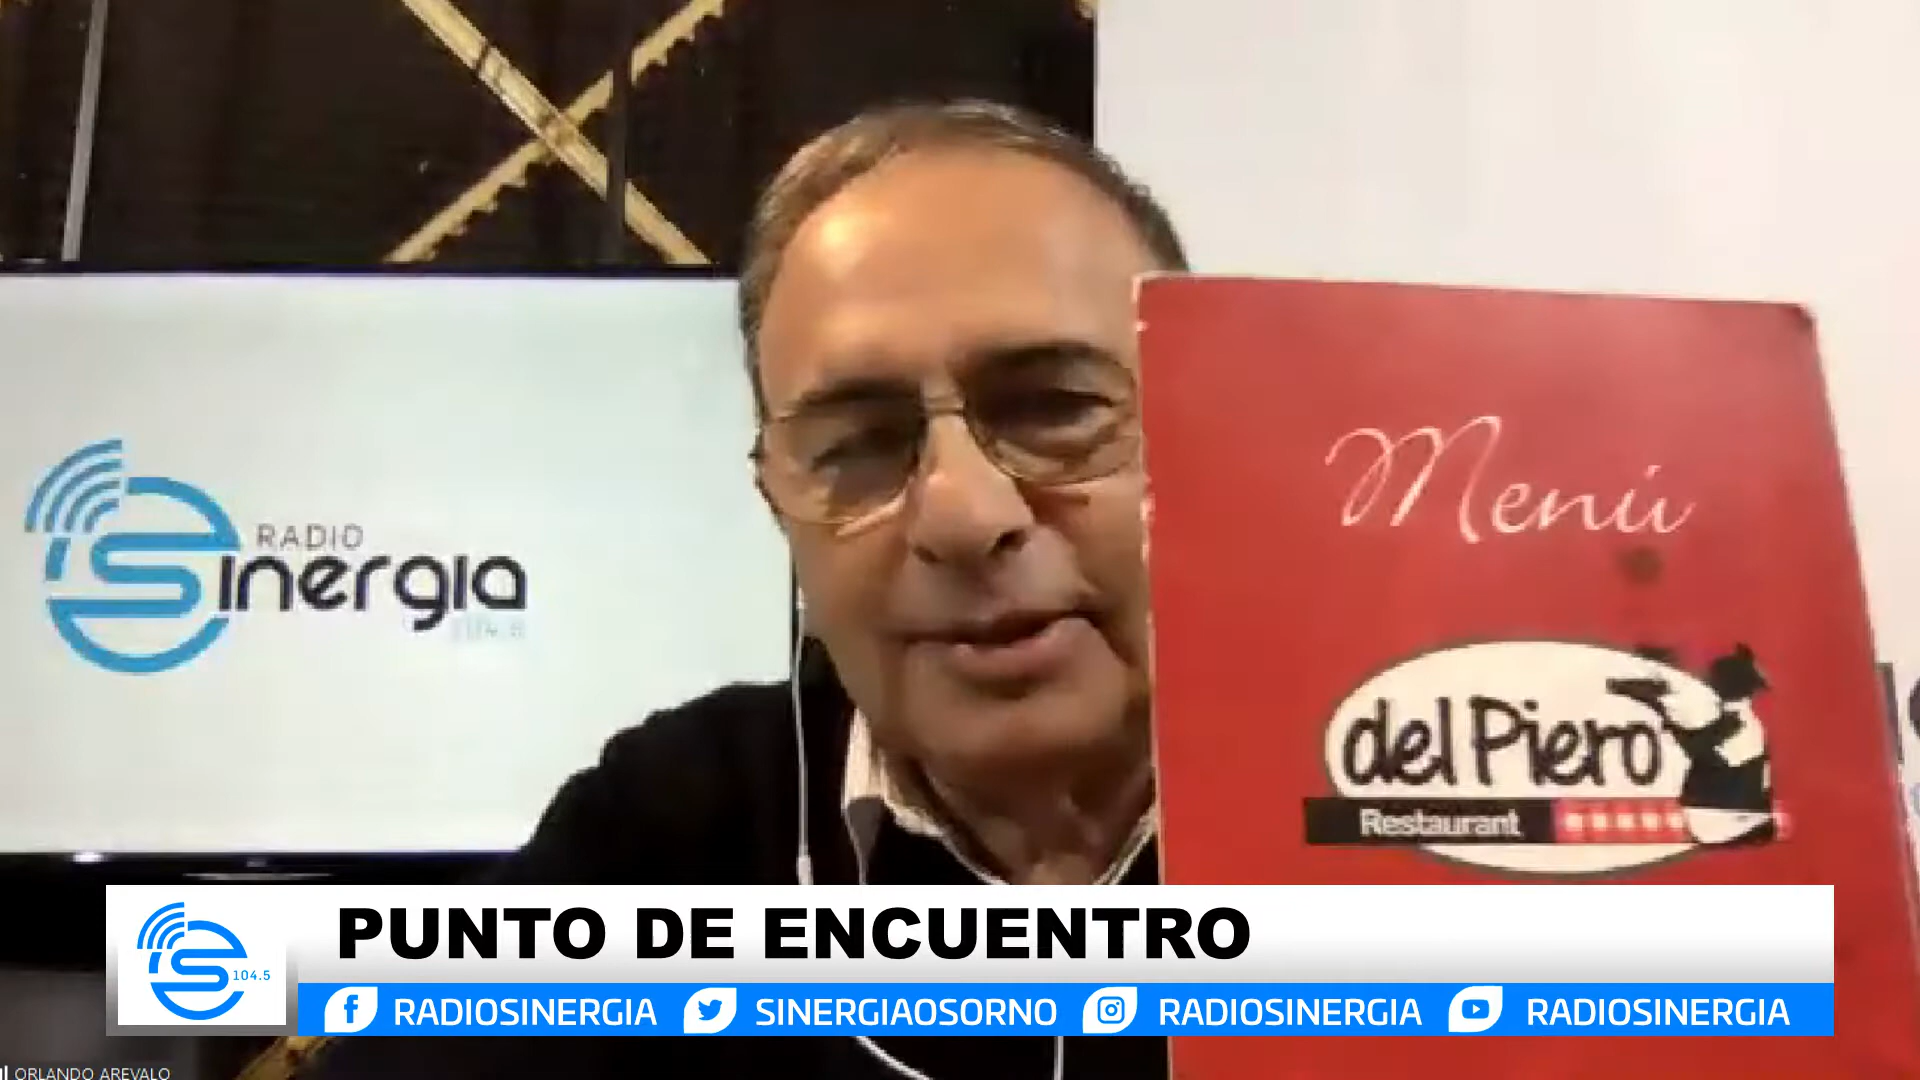 RADIO
sinergia
104.5
Menú
del Piero
Restaurant
PUNTO DE ENCUENTRO
S 104.5
RADIOSINERGIA SINERGIAOSORNO RADIOSINERGIA RADIOSINERGIA
ORLANDO AREVALO